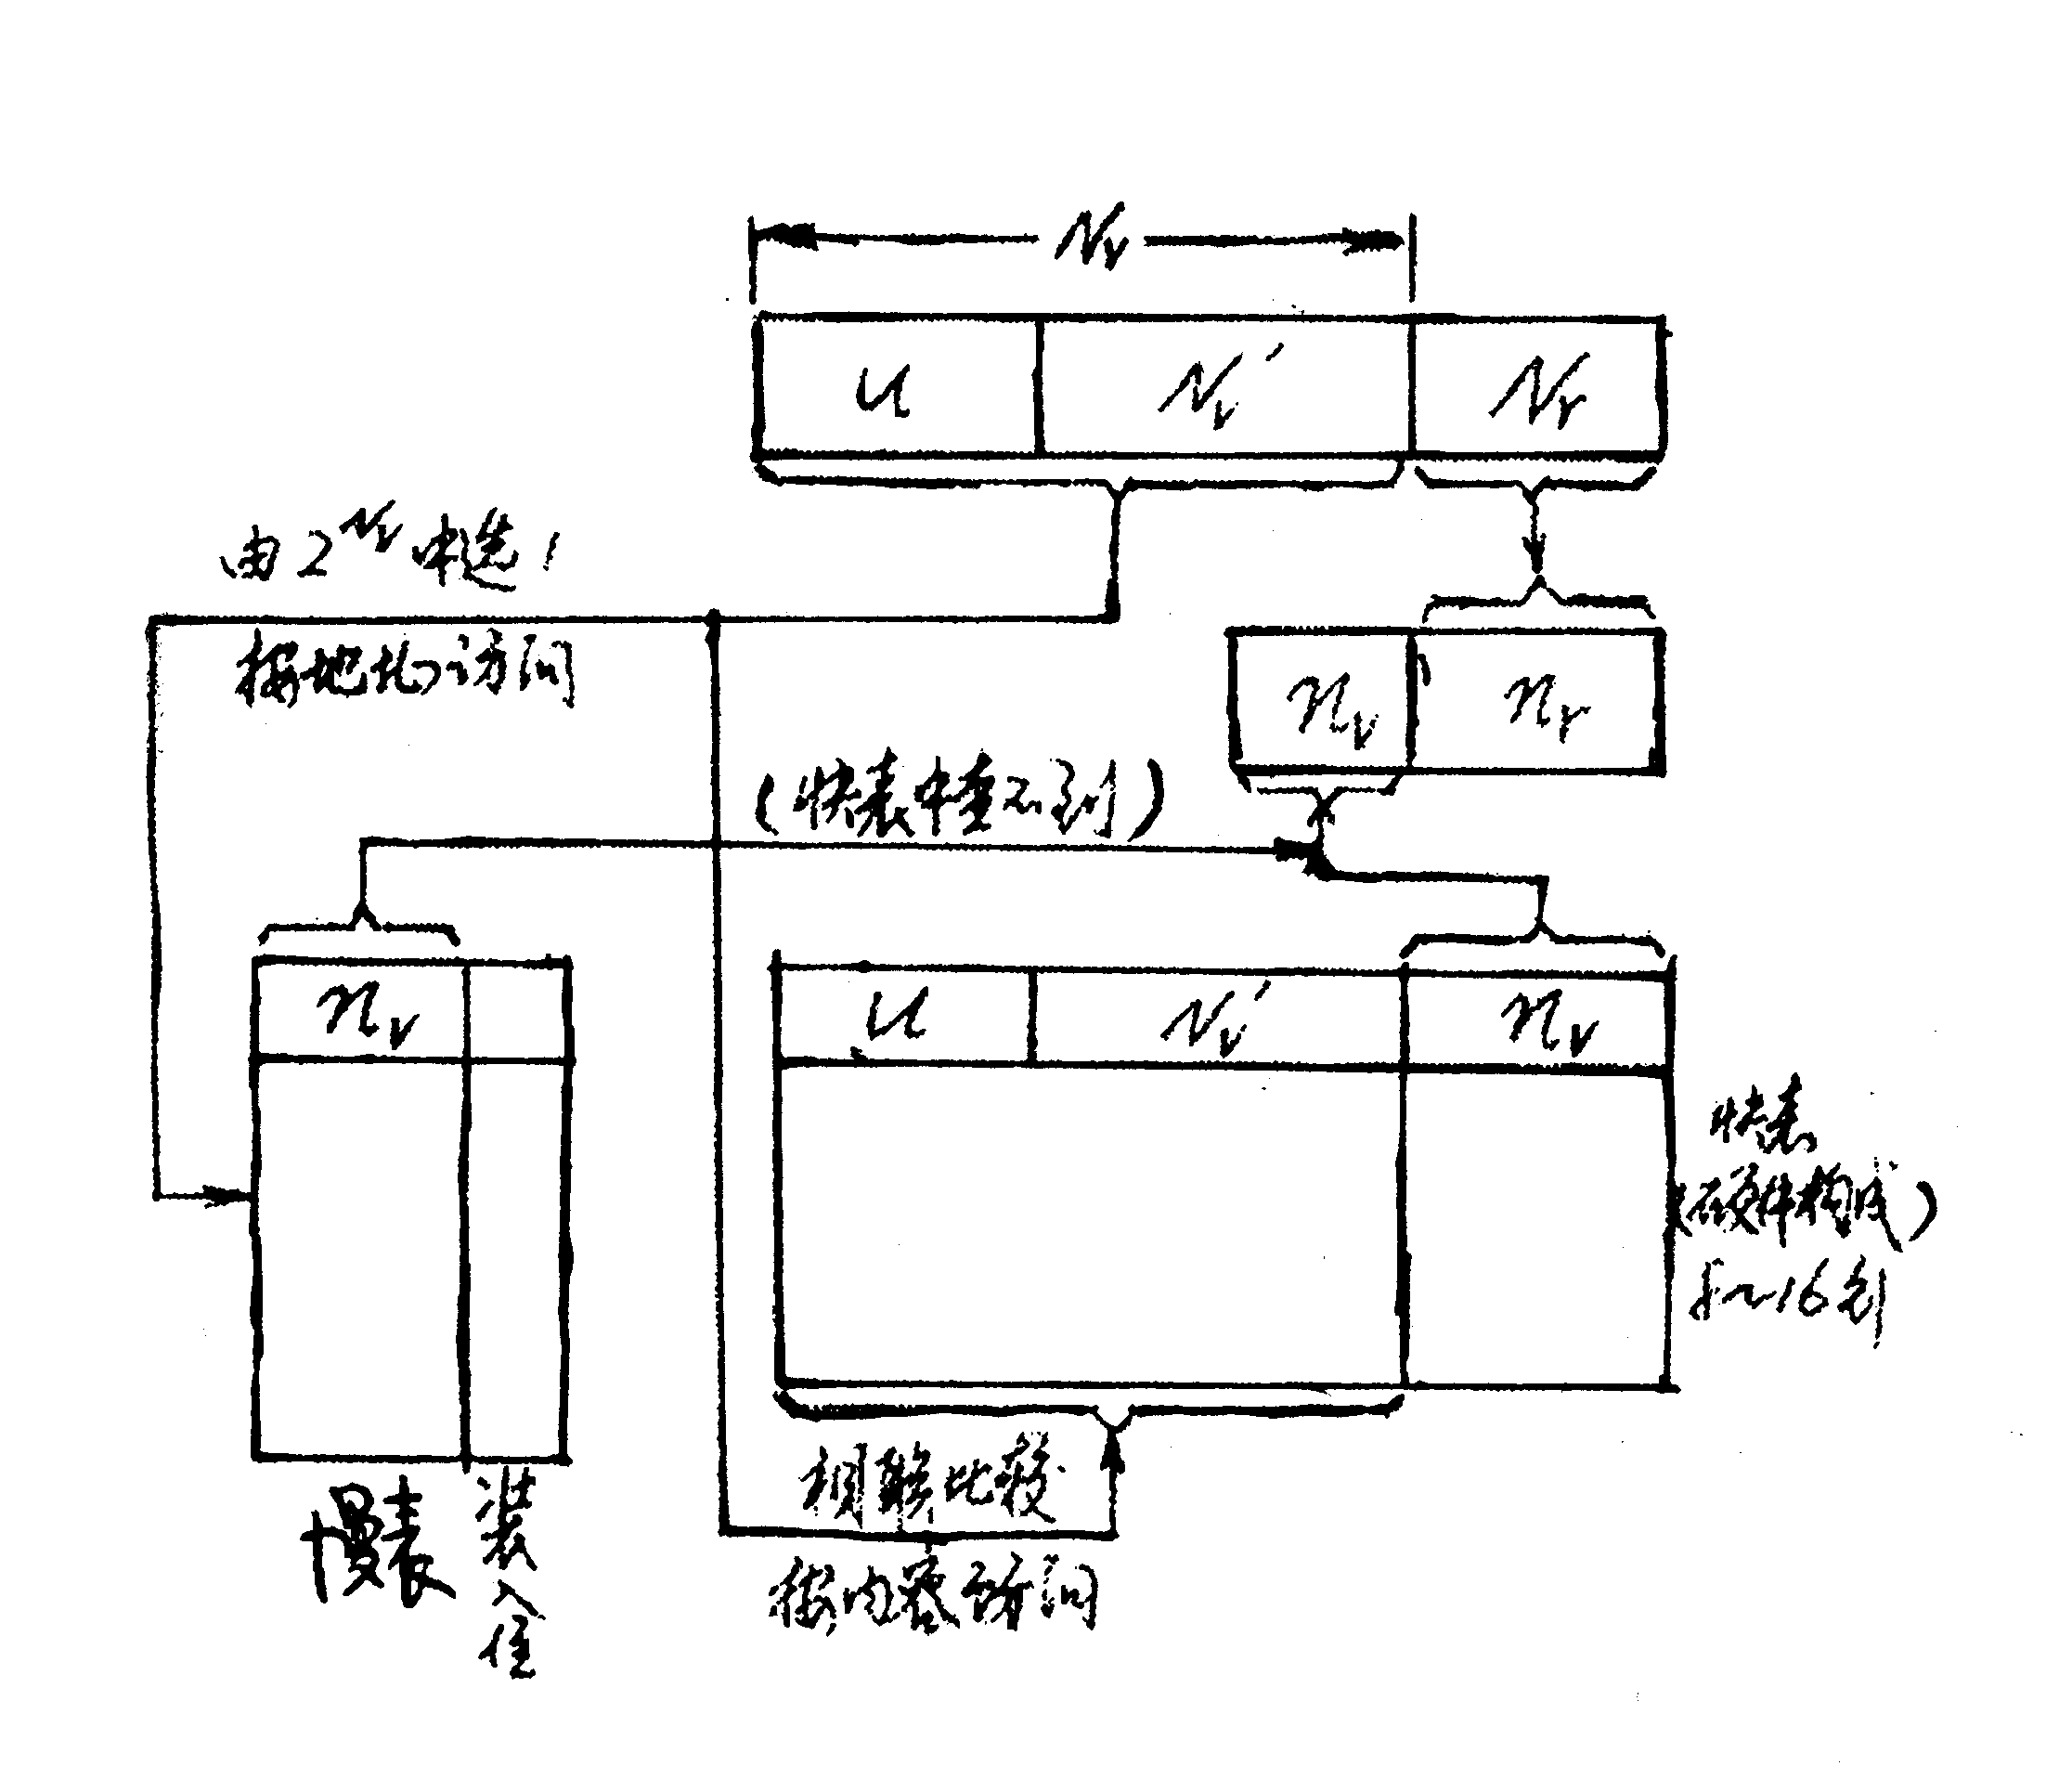 Nv
u Nv′ Nr
由2^Nv中选1
按地址访问
nv nr
(快表中查不到)
nv
u Nv′ nv
快表
(硬件构成)
8~16行
相联比较
按内容访问
慢表
装入位